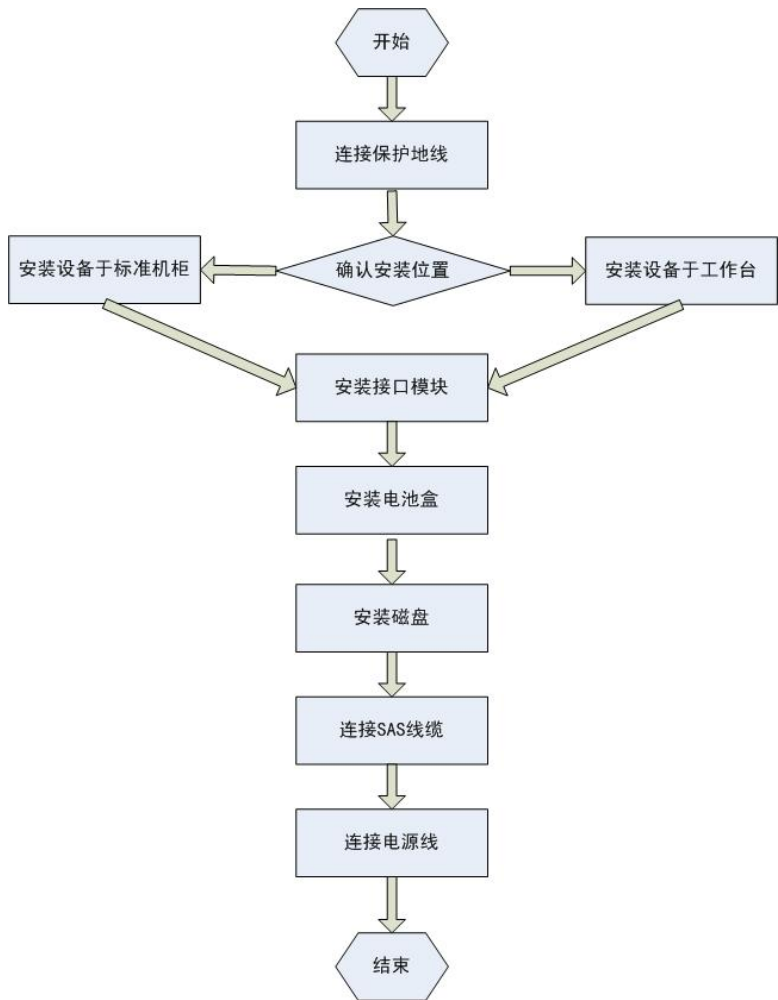 开始
连接保护地线
安装设备于标准机柜
确认安装位置
安装设备于工作台
安装接口模块
安装电池盒
安装磁盘
连接SAS线缆
连接电源线
结束